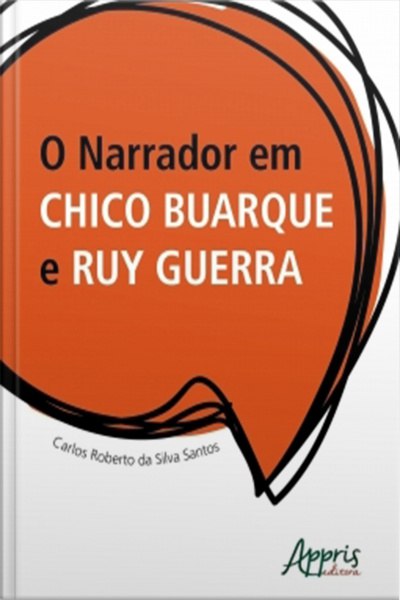 O Narrador em
CHICO BUARQUE
e RUY GUERRA
Carlos Roberto da Silva Santos
Appris
editora